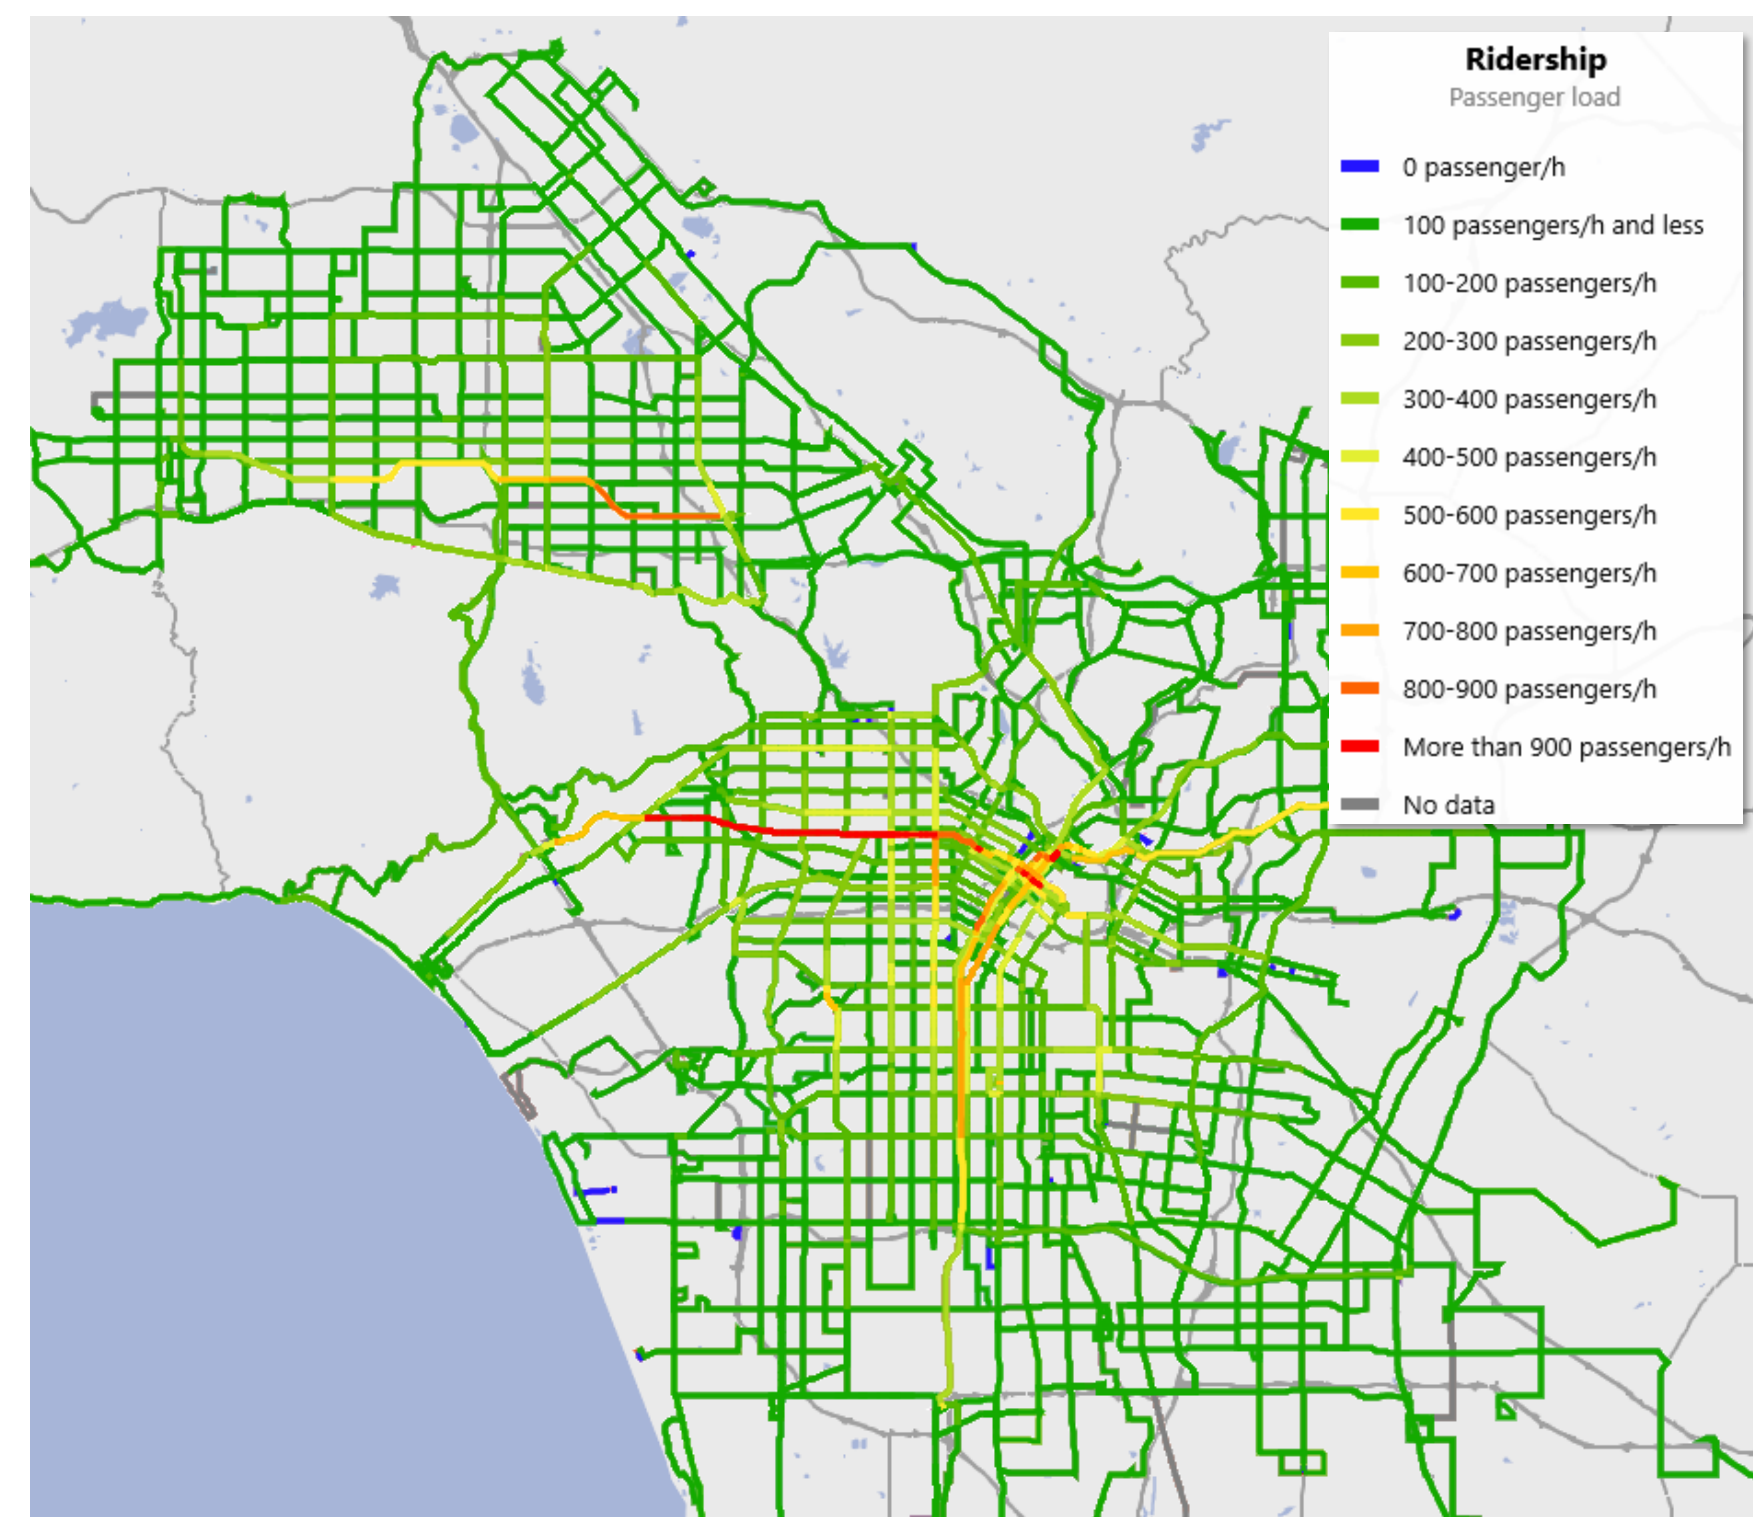 Ridership
Passenger load
0 passenger/h
100 passengers/h and less
100-200 passengers/h
200-300 passengers/h
300-400 passengers/h
400-500 passengers/h
500-600 passengers/h
600-700 passengers/h
700-800 passengers/h
800-900 passengers/h
More than 900 passengers/h
No data